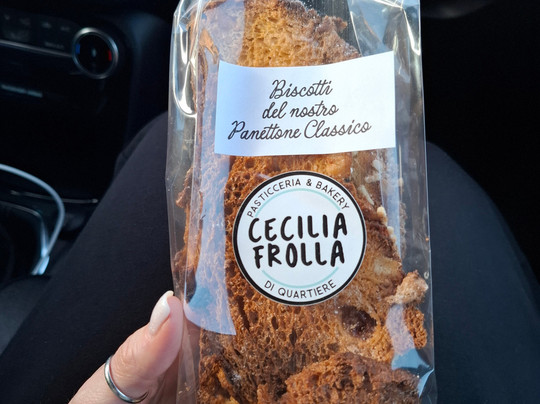 Biscotti
del nostro
Panettone Classico
PASTICCERIA & BAKERY
CECILIA
FROLLA
DI QUARTIERE